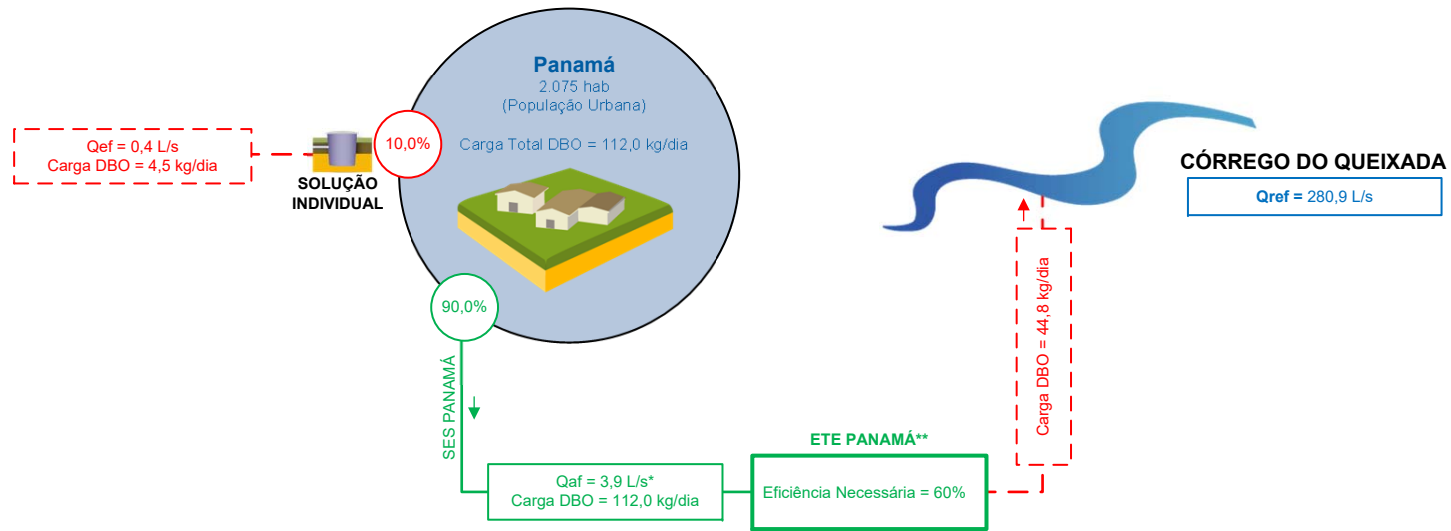 Panamá
2.075 hab
(População Urbana)
Carga Total DBO = 112,0 kg/dia
10,0%
Qef = 0,4 L/s
Carga DBO = 4,5 kg/dia
SOLUÇÃO
INDIVIDUAL
90,0%
SES PANAMÁ
Qaf = 3,9 L/s*
Carga DBO = 112,0 kg/dia
ETE PANAMÁ**
Eficiência Necessária = 60%
Carga DBO = 44,8 kg/dia
CÓRREGO DO QUEIXADA
Qref = 280,9 L/s